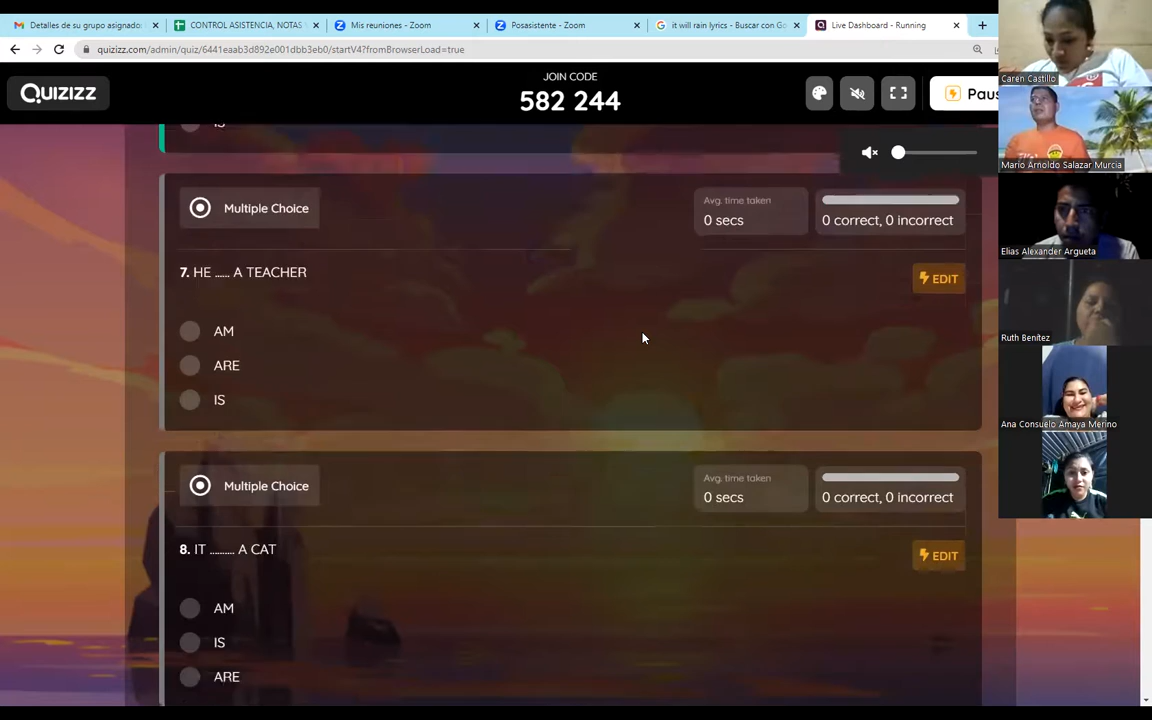 Detalles de su grupo asignado:
CONTROL ASISTENCIA, NOTAS
Mis reuniones - Zoom
Posasistente - Zoom
it will rain lyrics - Buscar con Go
Live Dashboard - Running
quizizz.com/admin/quiz/6441eaab3d892e001dbb3eb0/startV4?fromBrowserLoad=true
Quizizz
JOIN CODE
582 244
Paus
IS
Multiple Choice
Avg. time taken
0 secs
0 correct, 0 incorrect
7. HE ...... A TEACHER
EDIT
AM
ARE
IS
Multiple Choice
Avg. time taken
0 secs
0 correct, 0 incorrect
8. IT .......... A CAT
EDIT
AM
IS
ARE
Caren Castillo
Mario Arnoldo Salazar Murcia
Elias Alexander Argueta
Ruth Benítez
Ana Consuelo Amaya Merino